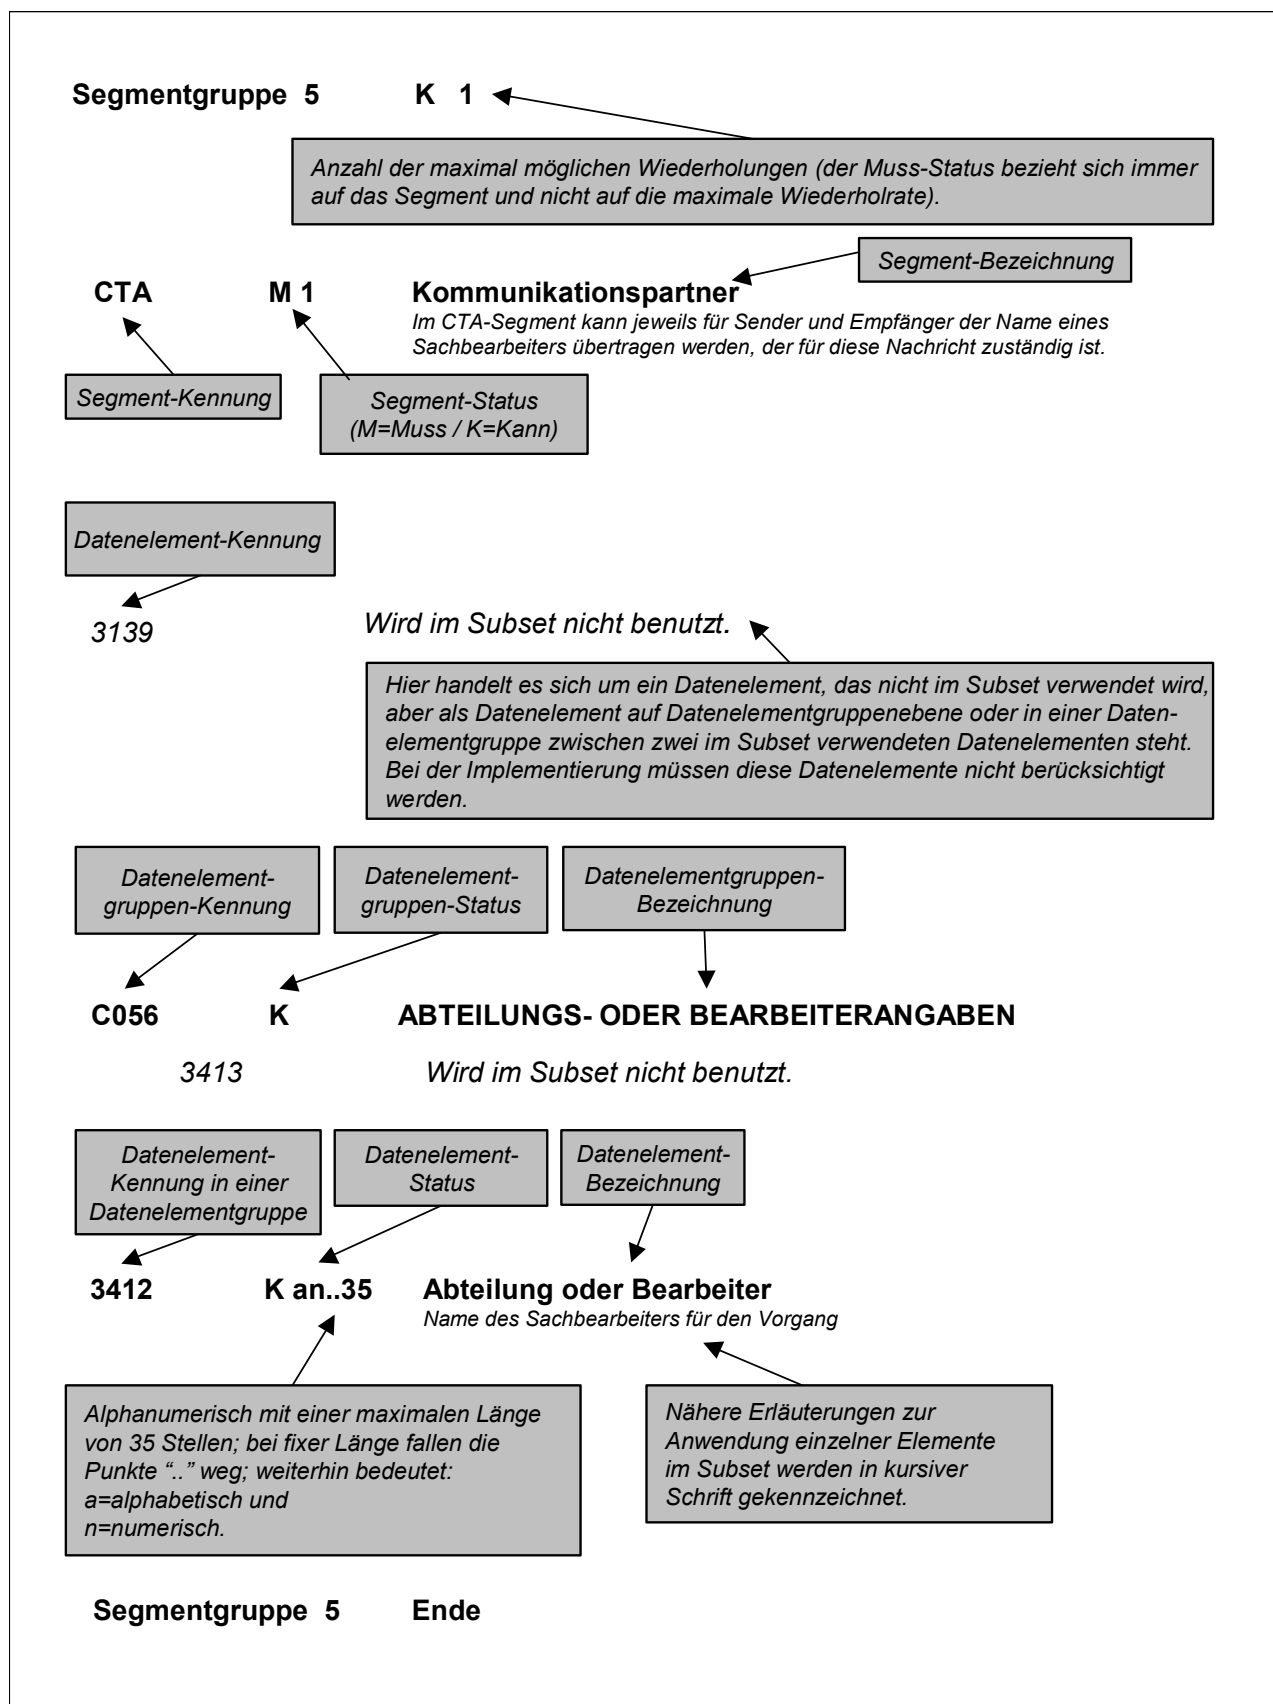 Segmentgruppe 5 K 1
Anzahl der maximal möglichen Wiederholungen (der Muss-Status bezieht sich immer
auf das Segment und nicht auf die maximale Wiederholrate).
Segment-Bezeichnung
CTA M 1 Kommunikationspartner
Im CTA-Segment kann jeweils für Sender und Empfänger der Name eines
Sachbearbeiters übertragen werden, der für diese Nachricht zuständig ist.
Segment-Kennung
Segment-Status
(M=Muss / K=Kann)
Datenelement-Kennung
3139 Wird im Subset nicht benutzt.
Hier handelt es sich um ein Datenelement, das nicht im Subset verwendet wird,
aber als Datenelement auf Datenelementgruppenebene oder in einer Daten-
elementgruppe zwischen zwei im Subset verwendeten Datenelementen steht.
Bei der Implementierung müssen diese Datenelemente nicht berücksichtigt
werden.
Datenelement-
gruppen-Kennung
Datenelement-
gruppen-Status
Datenelementgruppen-
Bezeichnung
C056 K ABTEILUNGS- ODER BEARBEITERANGABEN
3413 Wird im Subset nicht benutzt.
Datenelement-
Kennung in einer
Datenelementgruppe
Datenelement-
Status
Datenelement-
Bezeichnung
3412 K an..35 Abteilung oder Bearbeiter
Name des Sachbearbeiters für den Vorgang
Alphanumerisch mit einer maximalen Länge
von 35 Stellen; bei fixer Länge fallen die
Punkte “..” weg; weiterhin bedeutet:
a=alphabetisch und
n=numerisch.
Nähere Erläuterungen zur
Anwendung einzelner Elemente
im Subset werden in kursiver
Schrift gekennzeichnet.
Segmentgruppe 5 Ende